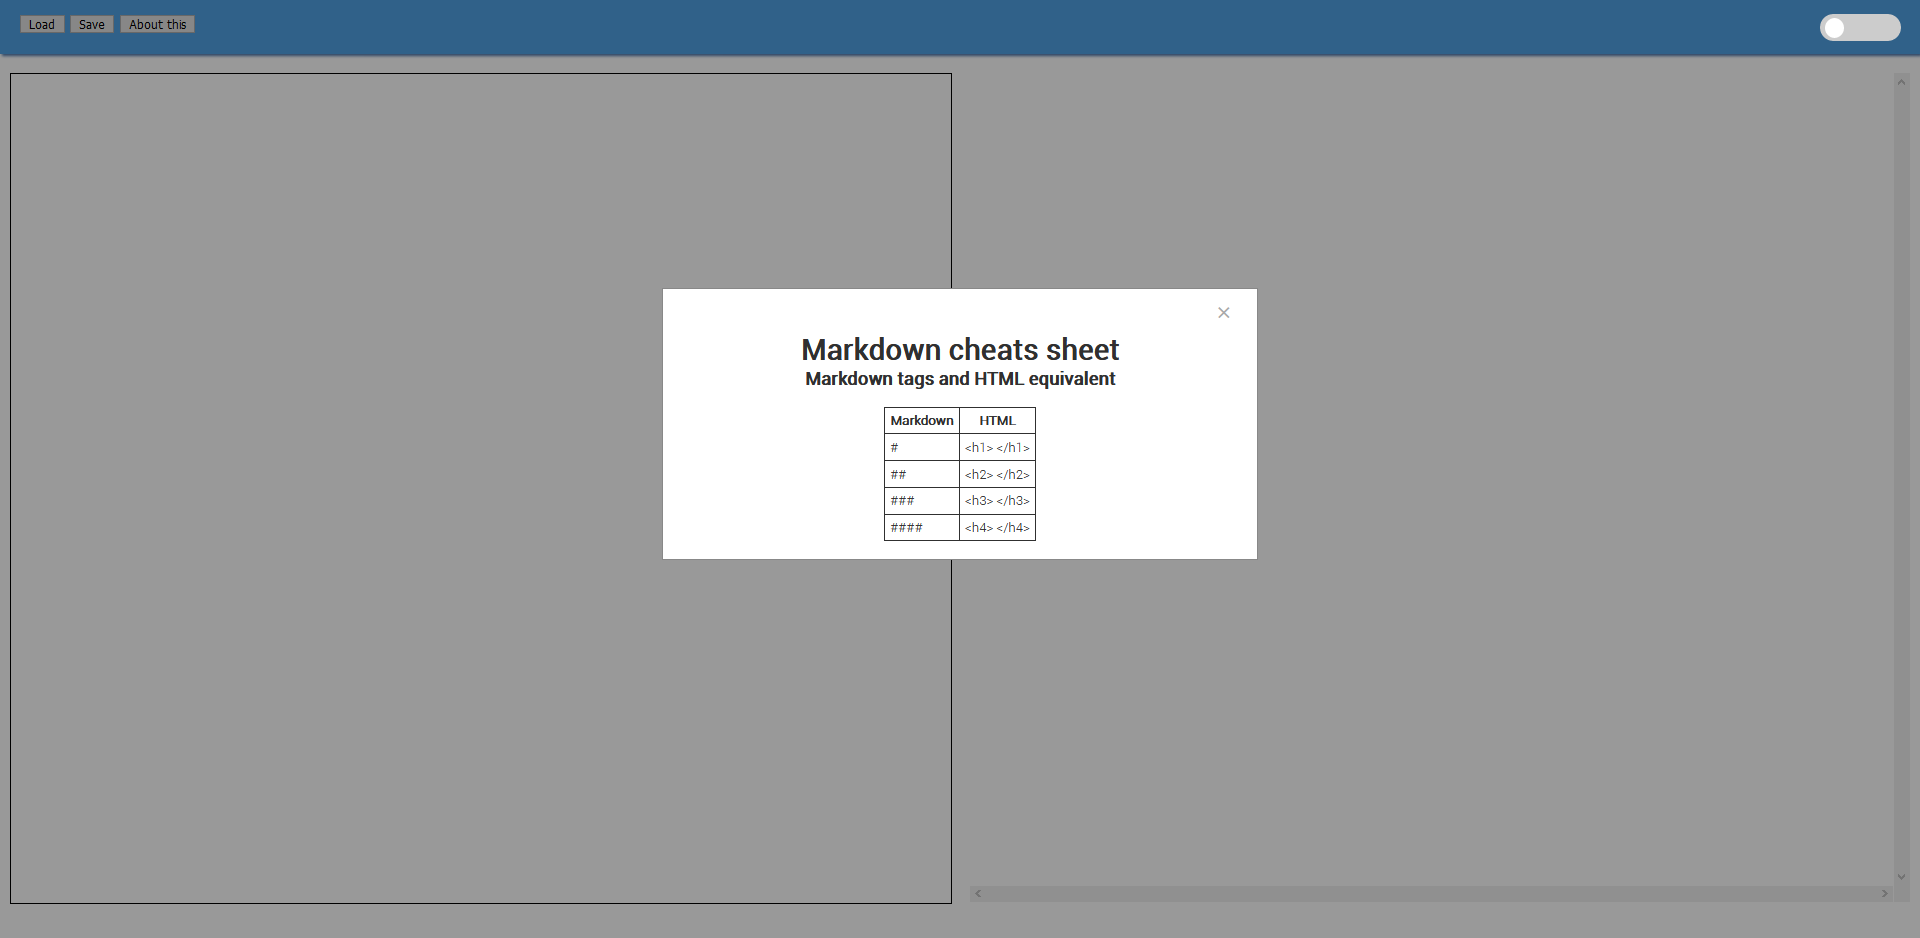 Load Save About this
×
Markdown cheats sheet
Markdown tags and HTML equivalent
Markdown HTML
# <h1> </h1>
## <h2> </h2>
### <h3> </h3>
#### <h4> </h4>